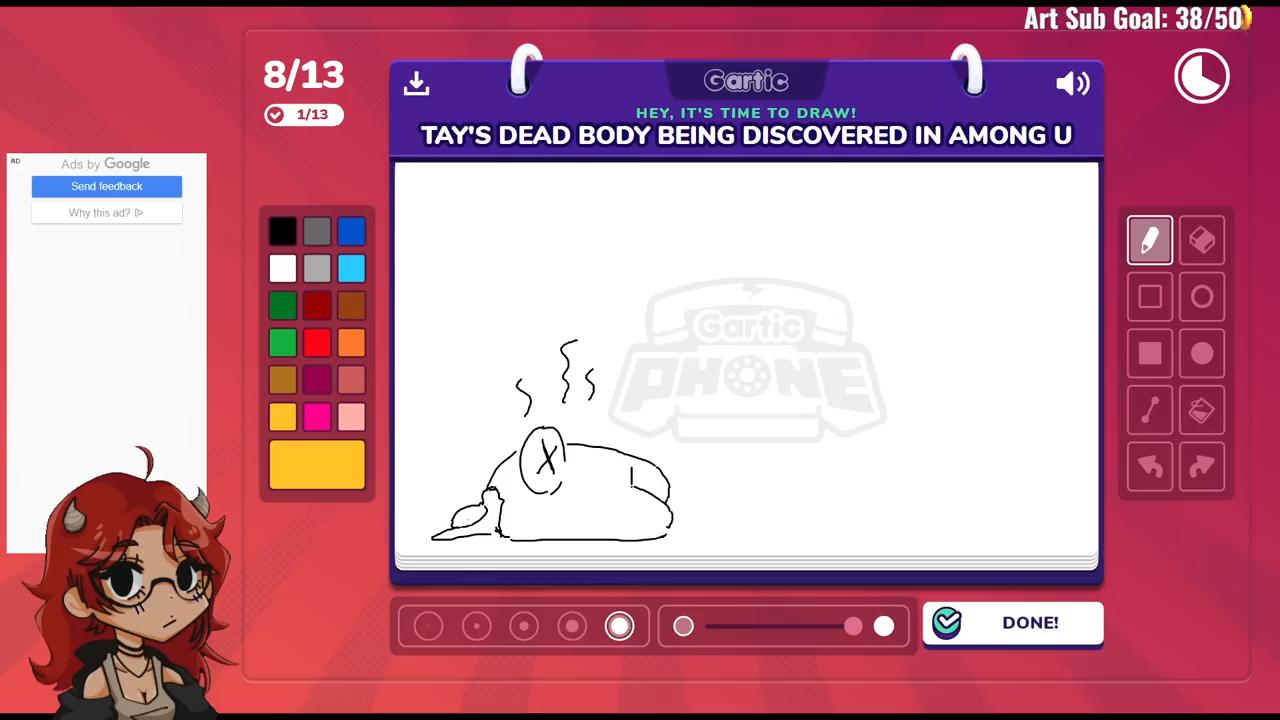 Art Sub Goal: 38/50
8/13
1/13
Gartic
HEY, IT'S TIME TO DRAW!
TAY'S DEAD BODY BEING DISCOVERED IN AMONG U
AD
Ads by Google
Send feedback
Why this ad?
Gartic
PHONE
X
DONE!